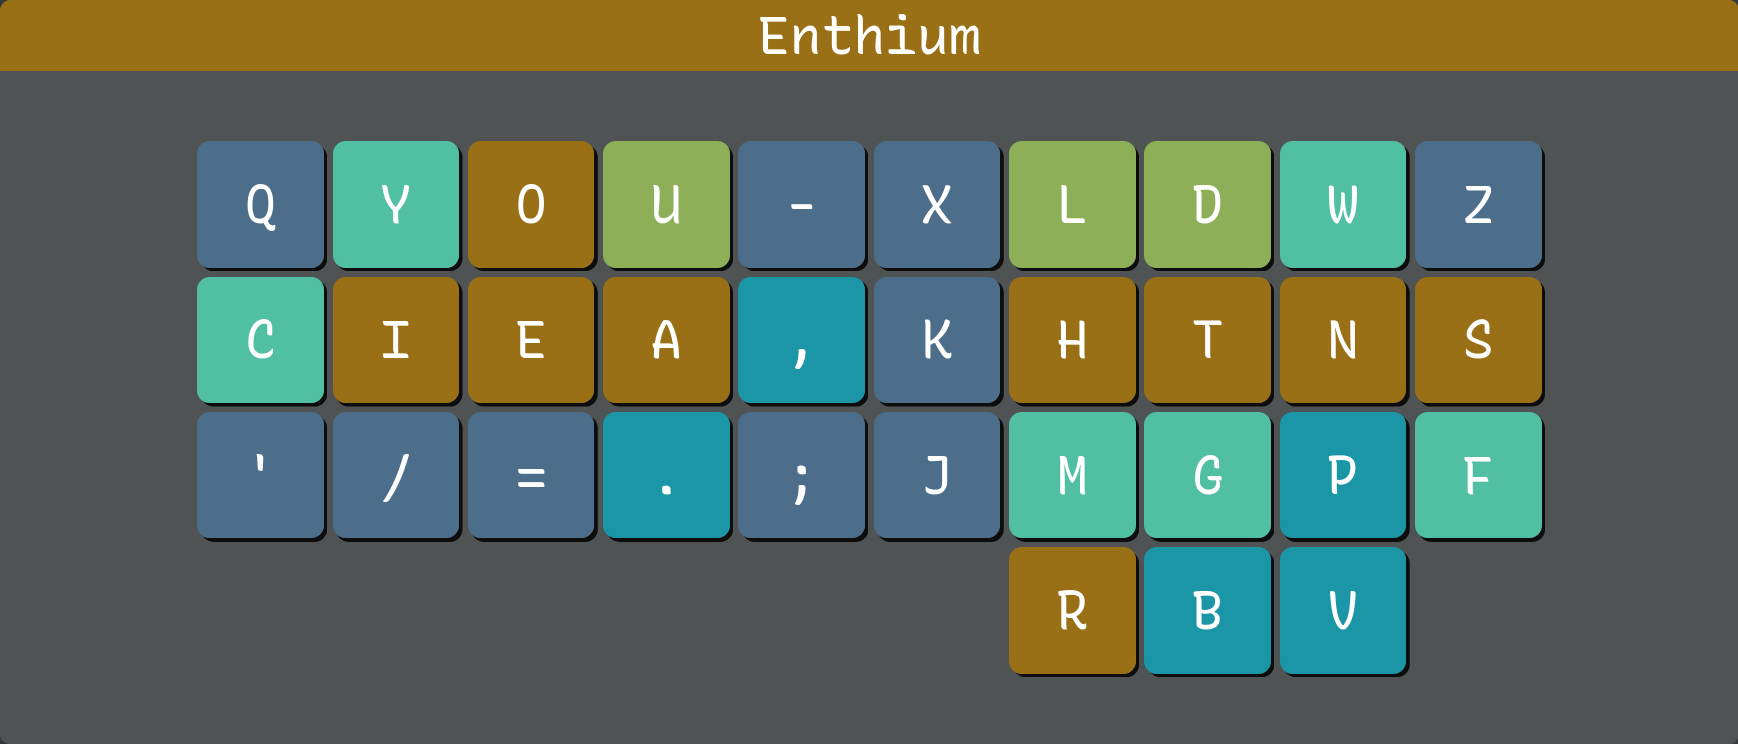 Enthium
Q Y O U - X L D W Z
C I E A , K H T N S
' / = . ; J M G P F
R B V